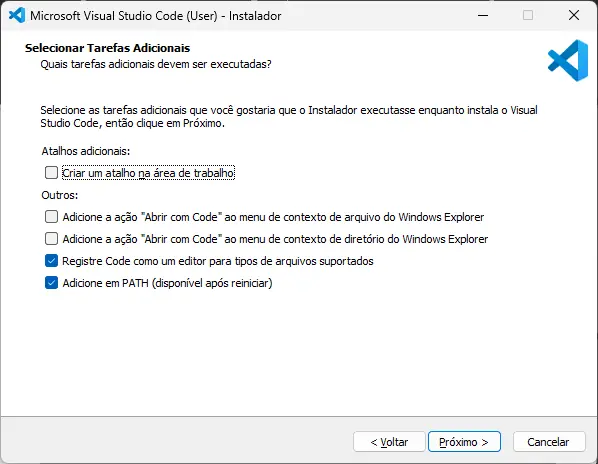 Microsoft Visual Studio Code (User) - Instalador
Selecionar Tarefas Adicionais
Quais tarefas adicionais devem ser executadas?
Selecione as tarefas adicionais que você gostaria que o Instalador executasse enquanto instala o Visual
Studio Code, então clique em Próximo.
Atalhos adicionais:
Criar um atalho na área de trabalho
Outros:
Adicione a ação "Abrir com Code" ao menu de contexto de arquivo do Windows Explorer
Adicione a ação "Abrir com Code" ao menu de contexto de diretório do Windows Explorer
Registre Code como um editor para tipos de arquivos suportados
Adicione em PATH (disponível após reiniciar)
< Voltar Próximo > Cancelar